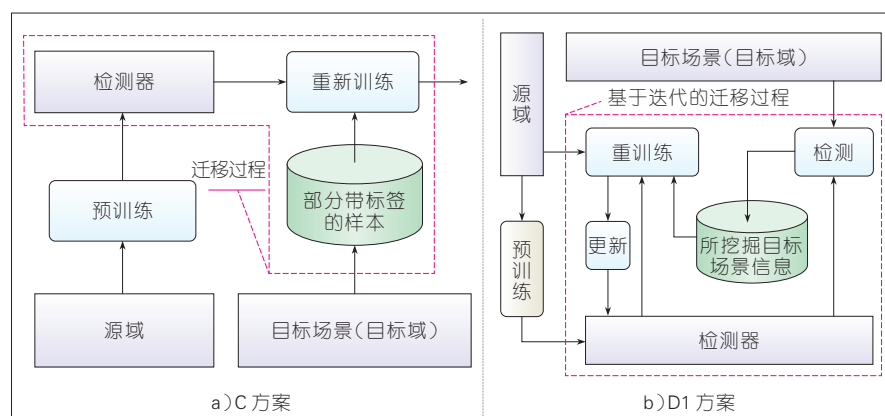 检测器
重新训练
迁移过程
预训练
部分带标签
的样本
源域
目标场景(目标域)
a)C方案
源域
目标场景(目标域)
基于迭代的迁移过程
重训练
检测
预训练
更新
所挖掘目标
场景信息
检测器
b)D1方案